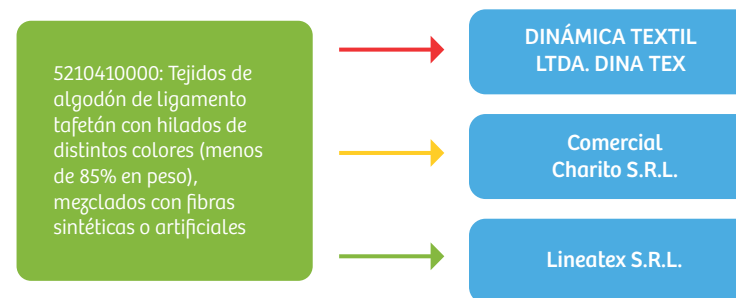 5210410000: Tejidos de
algodón de ligamento
tafetán con hilados de
distintos colores (menos
de 85% en peso),
mezclados con fibras
sintéticas o artificiales
DINÁMICA TEXTIL
LTDA. DINA TEX
Comercial
Charito S.R.L.
Lineatex S.R.L.